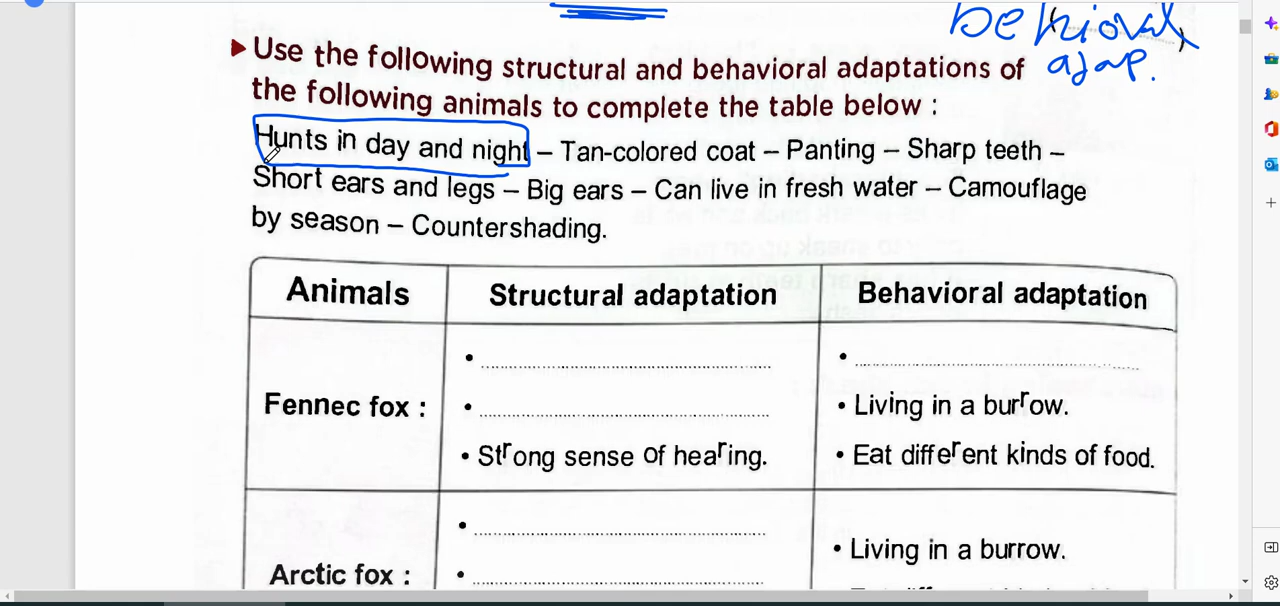 behioral
adap.
Use the following structural and behavioral adaptations of
the following animals to complete the table below :
Hunts in day and night – Tan-colored coat – Panting – Sharp teeth –
Short ears and legs – Big ears – Can live in fresh water – Camouflage
by season – Countershading.
Animals Structural adaptation Behavioral adaptation
Fennec fox :
• Strong sense of hearing.
• Living in a burrow.
• Eat different kinds of food.
Arctic fox :
• Living in a burrow.